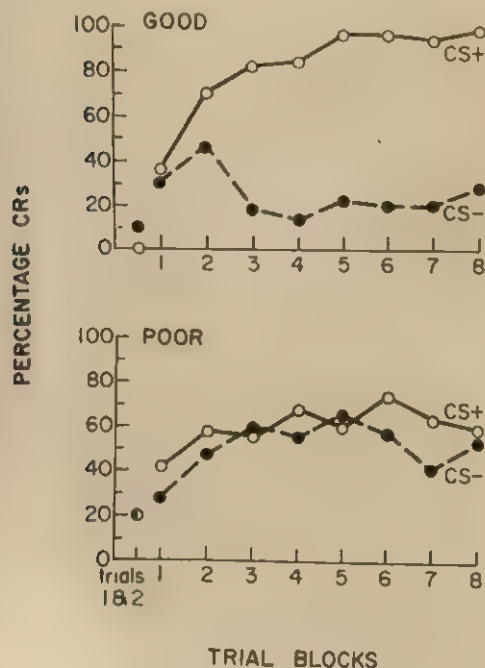 PERCENTAGE CRs
GOOD
100
80
60
40
20
0
CS+
CS-
1 2 3 4 5 6 7 8
POOR
100
80
60
40
20
0
CS+
CS-
trials 1 2 3 4 5 6 7 8
1&2
TRIAL BLOCKS